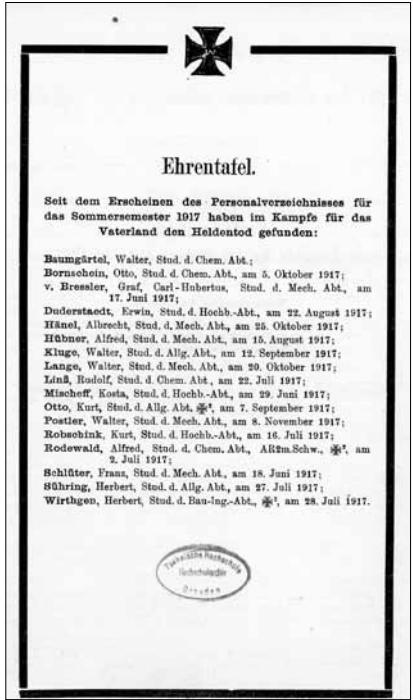 Ehrentafel.
Seit dem Erscheinen des Personalverzeichnisses für
das Sommersemester 1917 haben im Kampfe für das
Vaterland den Heldentod gefunden:
Baumgärtel, Walter, Stud. d. Chem. Abt.;
Bornschein, Otto, Stud. d. Chem. Abt., am 5. Oktober 1917;
v. Bressler, Graf, Carl-Hubertus, Stud. d. Mech. Abt., am
17. Juni 1917;
Duderstaedt, Erwin, Stud. d. Hochb.-Abt., am 22. August 1917;
Hänel, Albrecht, Stud. d. Mech. Abt., am 25. Oktober 1917;
Hübner, Alfred, Stud. d. Mech. Abt., am 15. August 1917;
Kluge, Walter, Stud. d. Allg. Abt., am 12. September 1917;
Lange, Walter, Stud. d. Mech. Abt., am 20. Oktober 1917;
Linß, Rudolf, Stud. d. Chem. Abt., am 22. Juli 1917;
Mischeff, Kosta, Stud. d. Hochb.-Abt., am 29. Juni 1917;
Otto, Kurt, Stud. d. Allg. Abt. ✠², am 7. September 1917;
Postler, Walter, Stud. d. Mech. Abt., am 8. November 1917;
Robschink, Kurt, Stud. d. Hochb.-Abt., am 16. Juli 1917;
Rodewald, Alfred, Stud. d. Chem. Abt., AR2m.Schw., ✠², am
2. Juli 1917;
Schlüter, Franz, Stud. d. Mech. Abt., am 18. Juni 1917;
Sühring, Herbert, Stud. d. Allg. Abt., am 27. Juli 1917;
Wirthgen, Herbert, Stud. d. Bau-Ing.-Abt., ✠², am 28. Juli 1917.
Technische Hochschule
Hochschularchiv
Dresden